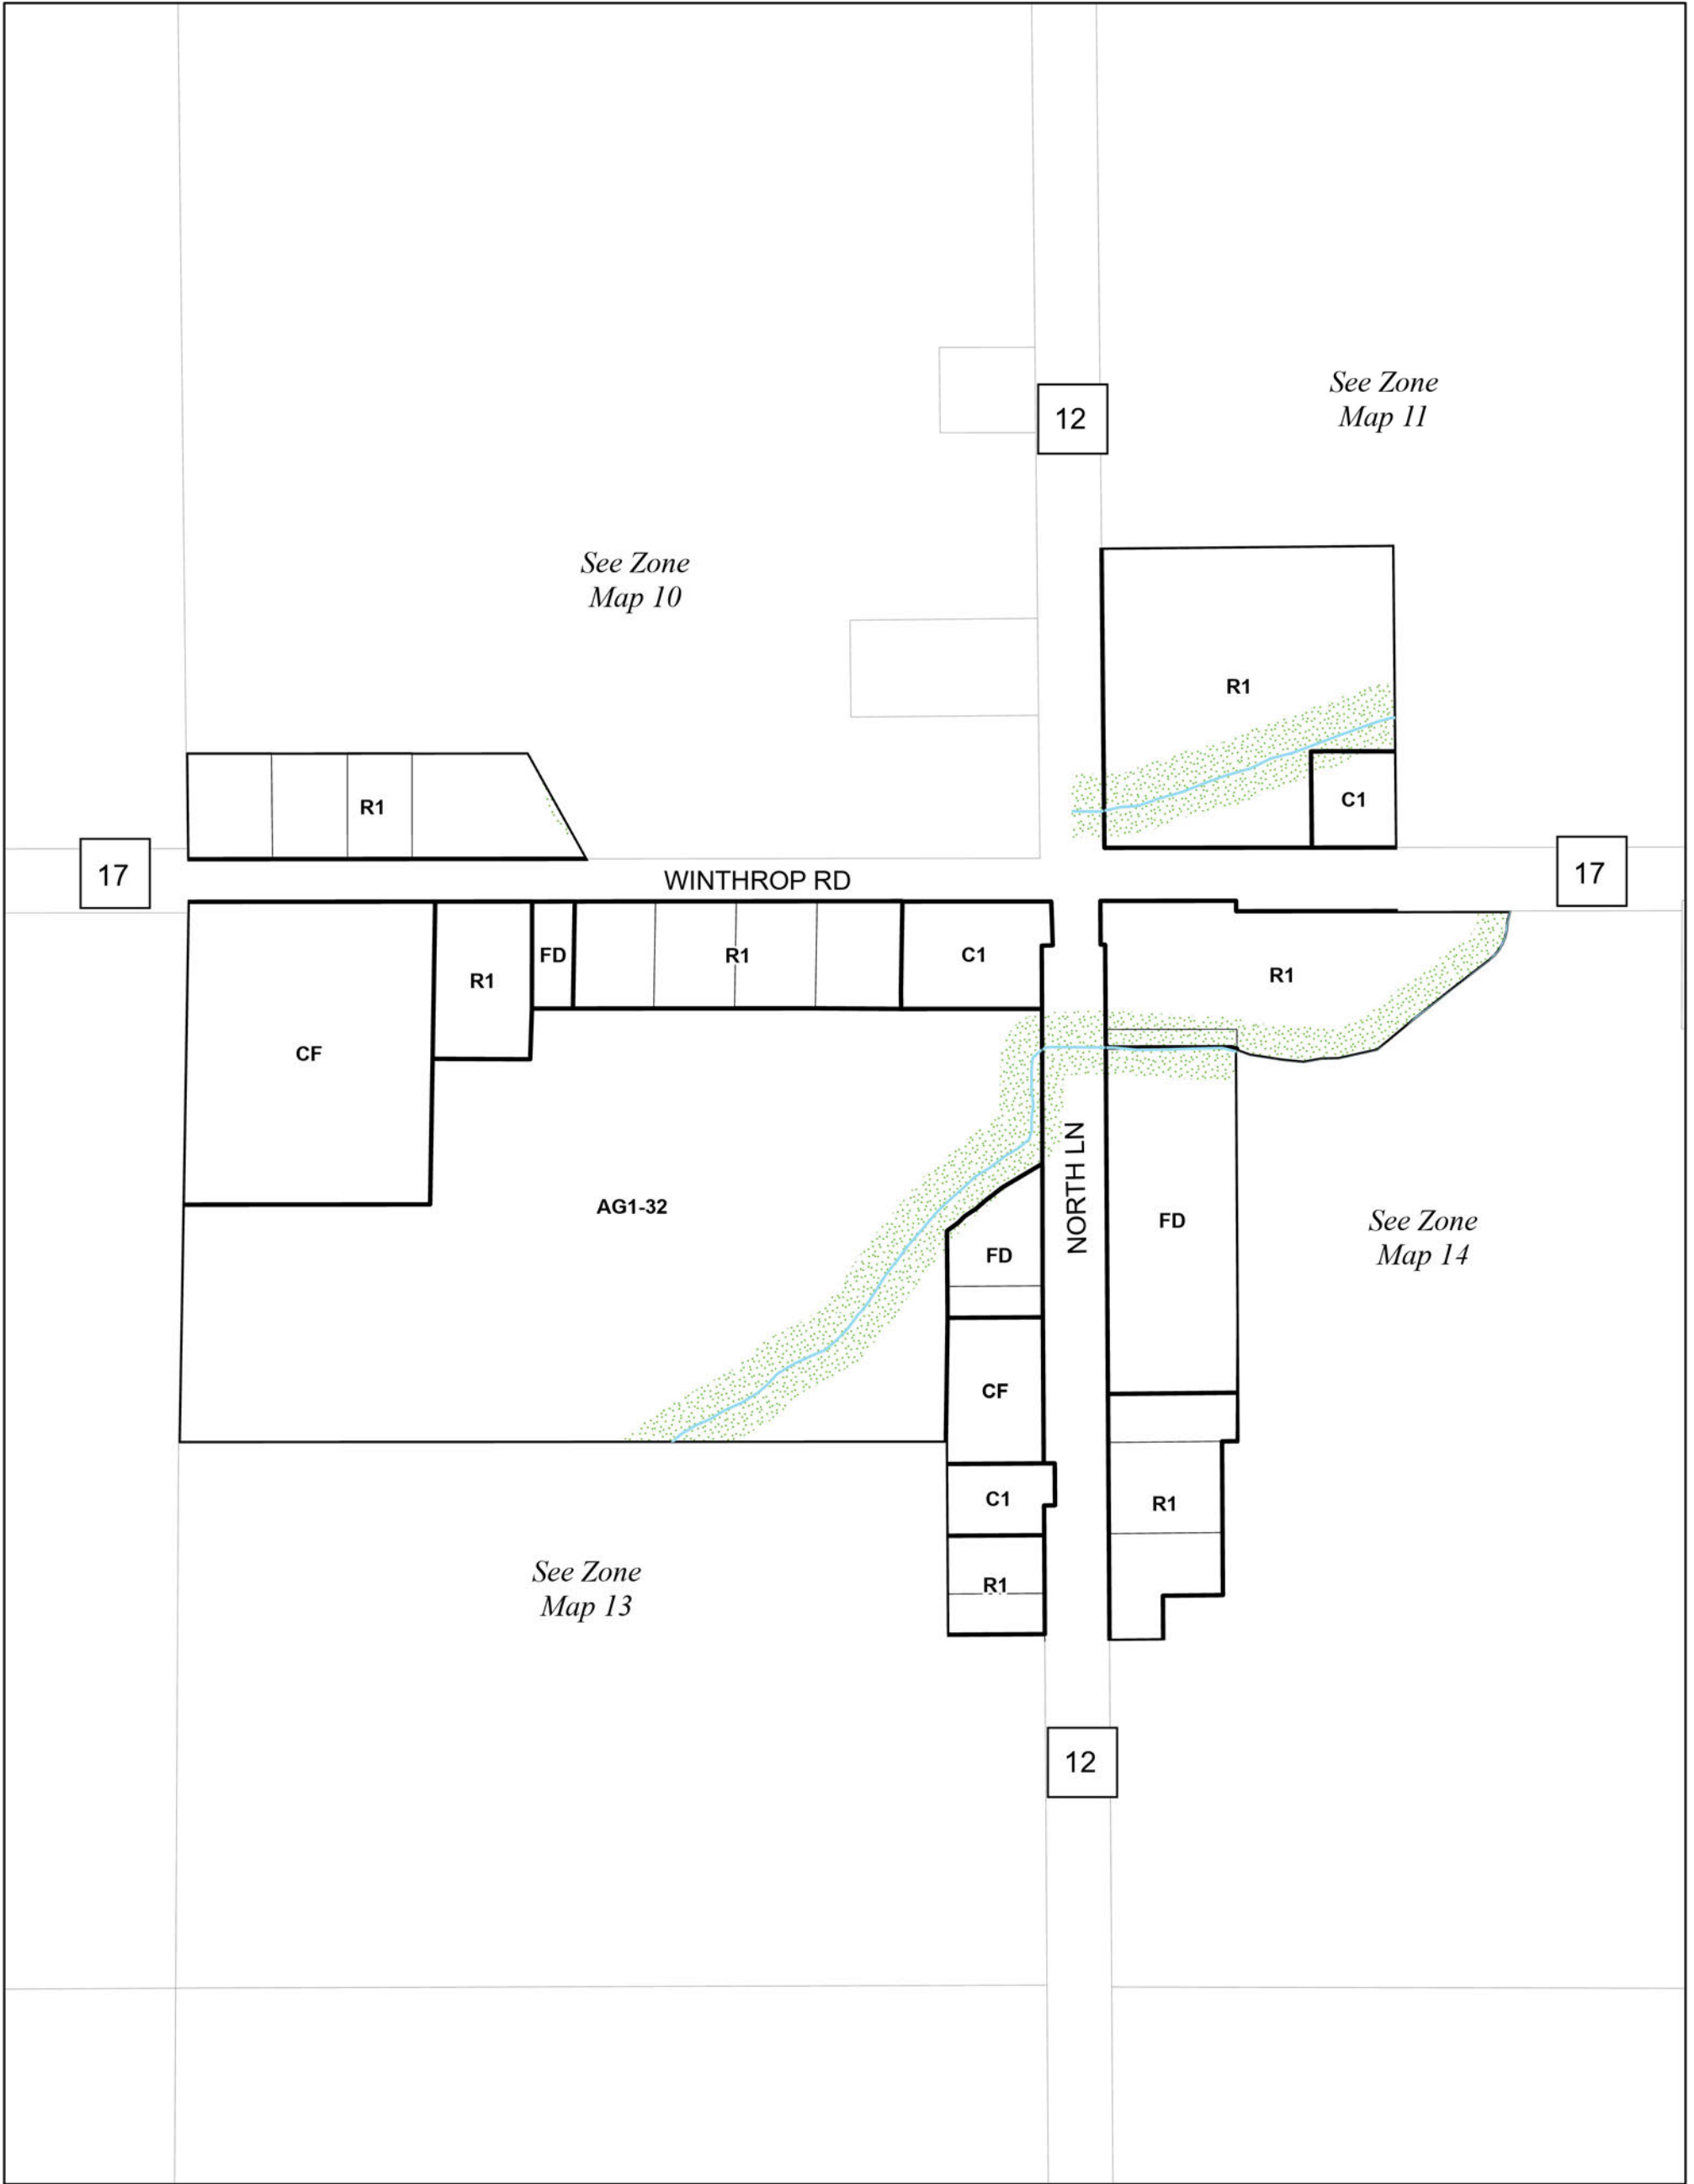 See Zone
Map 11
12
See Zone
Map 10
R1
R1
C1
17
WINTHROP RD
17
FD
R1
C1
R1
R1
CF
AG1-32
NORTH LN
FD
See Zone
Map 14
FD
CF
C1
R1
See Zone
Map 13
R1
12